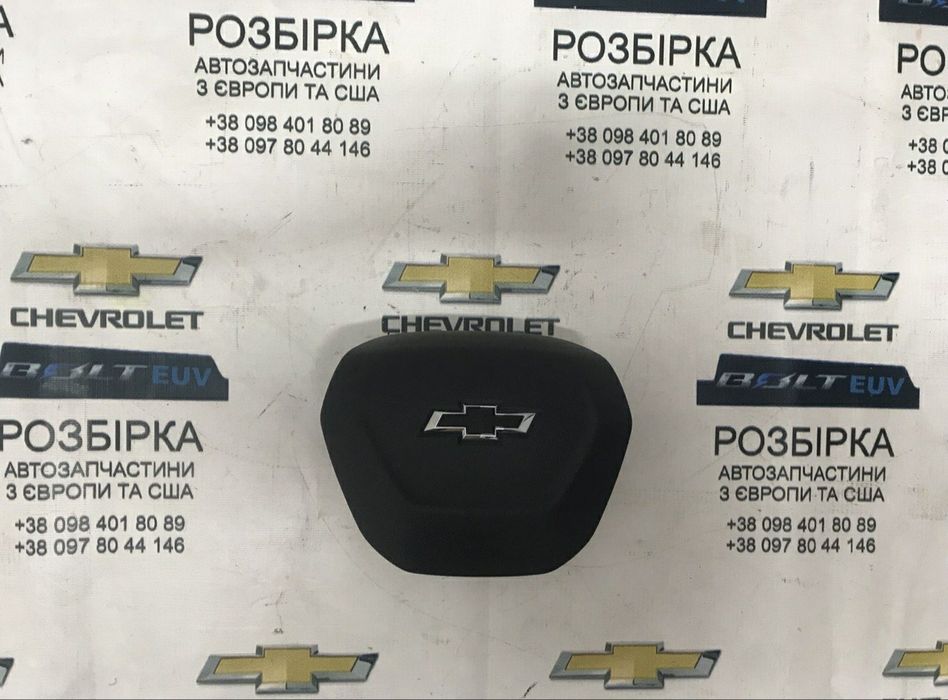 РОЗБІРКА
АВТОЗАПЧАСТИНИ
З ЄВРОПИ ТА США
+38 098 401 80 89
+38 097 80 44 146
РОЗБІРКА
АВТОЗАПЧАСТИНИ
З ЄВРОПИ ТА США
+38 098 401 80 89
+38 097 80 44 146
CHEVROLET
CHEVROLET
CHEVROLET
BOLT EUV
BOLT EUV
РОЗБІРКА
АВТОЗАПЧАСТИНИ
З ЄВРОПИ ТА США
+38 098 401 80 89
+38 097 80 44 146
РОЗБІРКА
АВТОЗАПЧАСТИНИ
З ЄВРОПИ ТА США
+38 098 401 80 89
+38 097 80 44 146